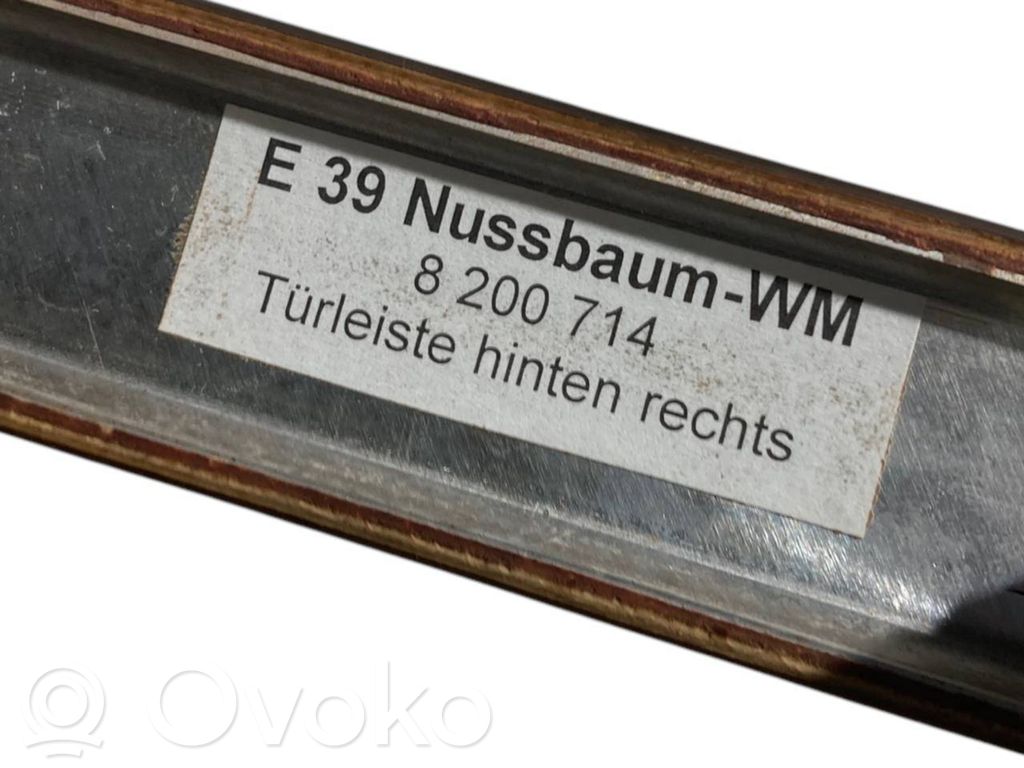 E 39 Nussbaum-WM
8 200 714
Türleiste hinten rechts
Ovoko